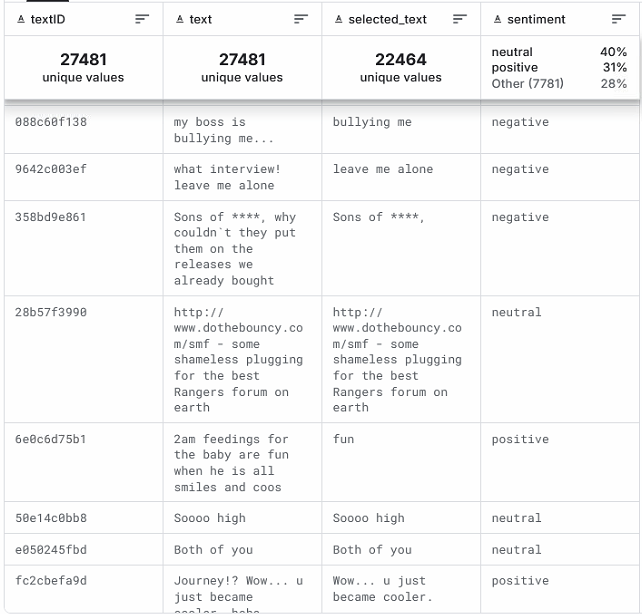 textID text selected_text sentiment
27481
unique values
27481
unique values
22464
unique values
neutral 40%
positive 31%
Other (7781) 28%
088c60f138
my boss is
bullying me...
bullying me
negative
9642c003ef
what interview!
leave me alone
leave me alone
negative
358bd9e861
Sons of ****, why
couldn`t they put
them on the
releases we
already bought
Sons of ****,
negative
28b57f3990
http://
www.dothebouncy.co
m/smf - some
shameless plugging
for the best
Rangers forum on
earth
http://
www.dothebouncy.co
m/smf - some
shameless plugging
for the best
Rangers forum on
earth
neutral
6e0c6d75b1
2am feedings for
the baby are fun
when he is all
smiles and coos
fun
positive
50e14c0bb8
Soooo high
Soooo high
neutral
e050245fbd
Both of you
Both of you
neutral
fc2cbefa9d
Journey!? Wow... u
just became
Wow... u just
became cooler.
positive